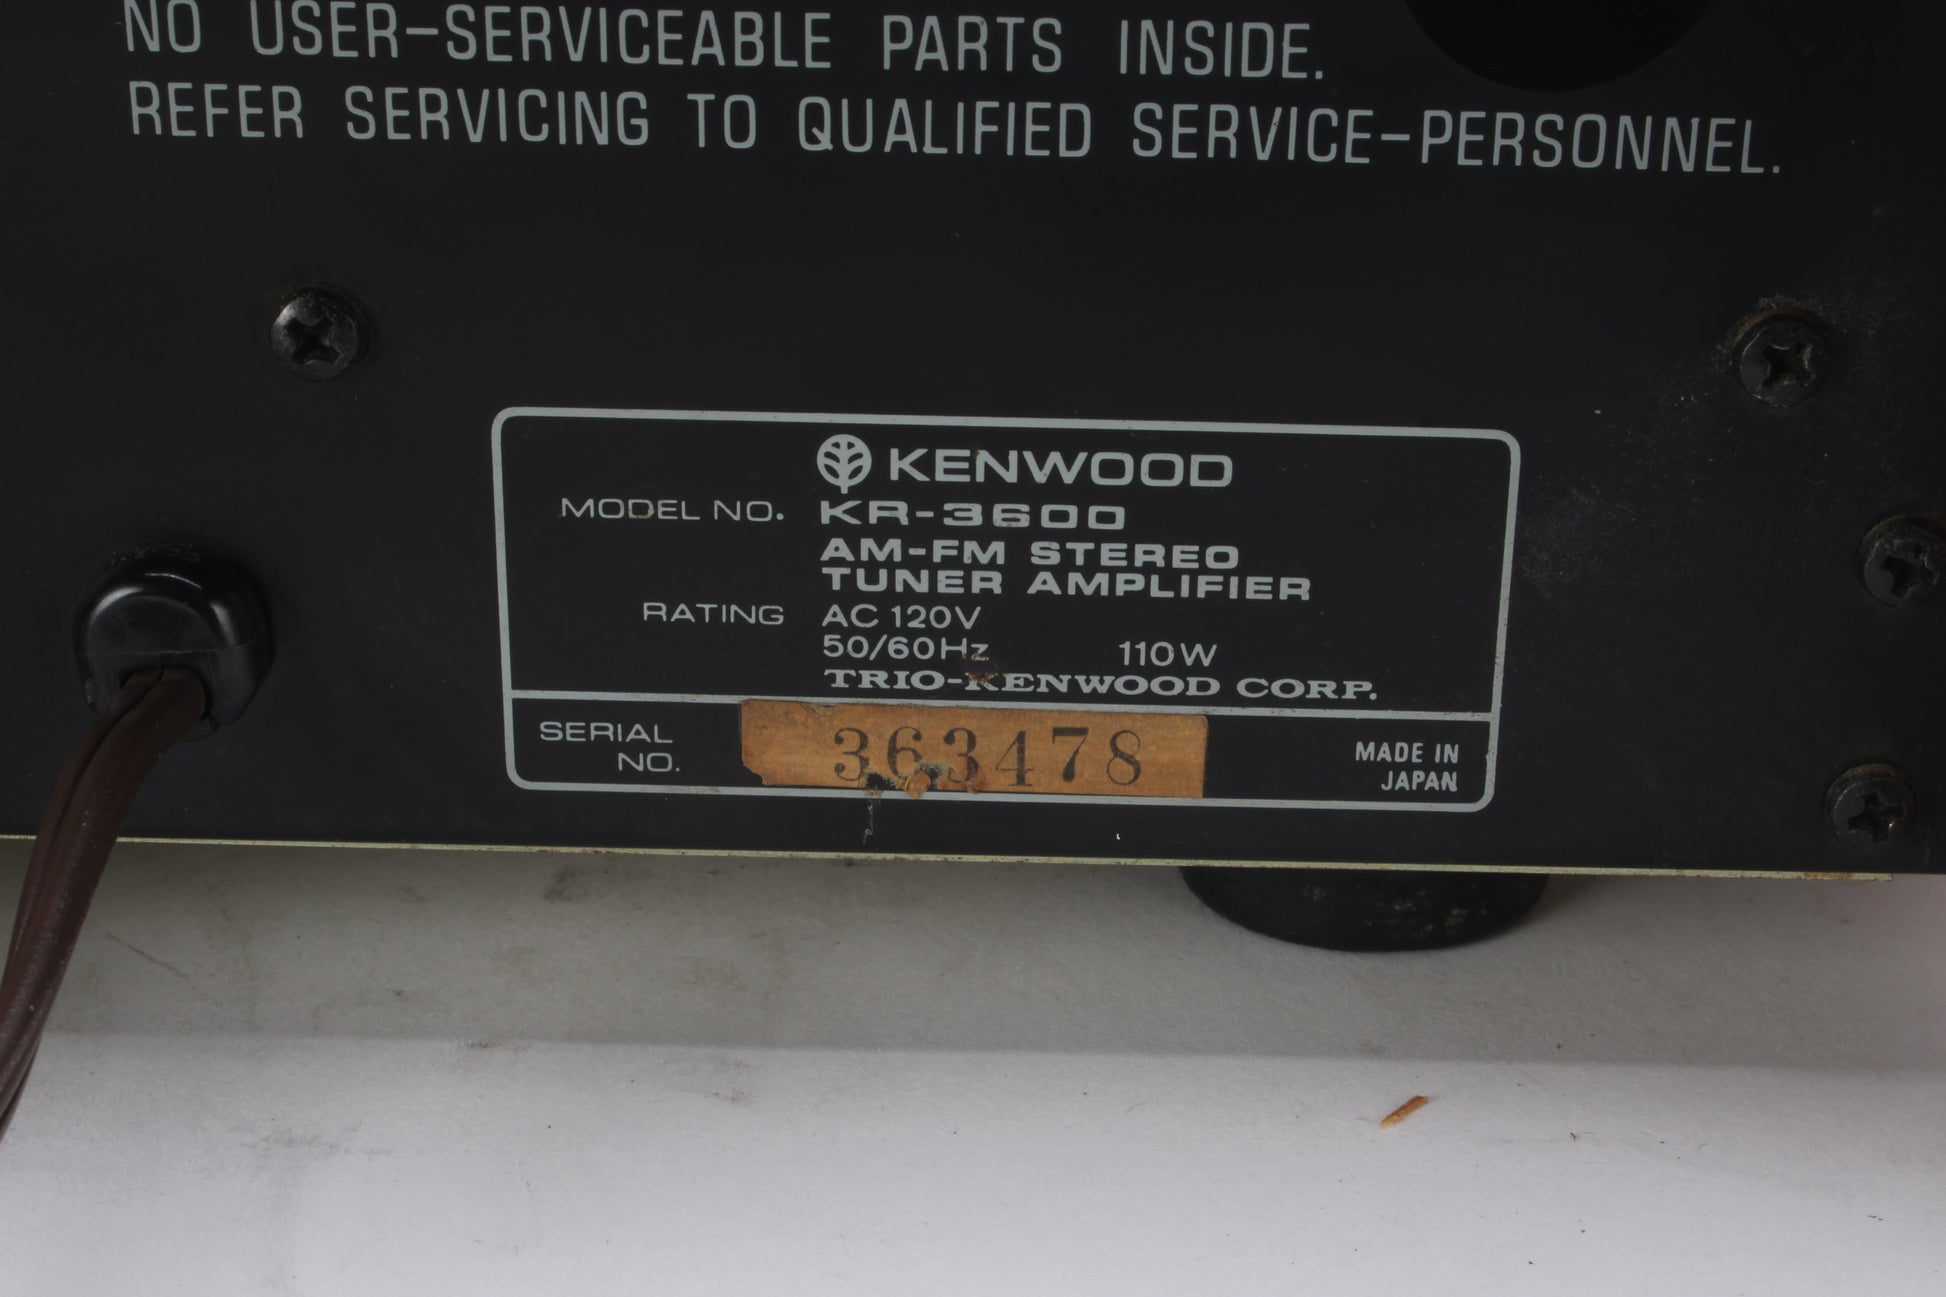 NO USER-SERVICEABLE PARTS INSIDE.
REFER SERVICING TO QUALIFIED SERVICE-PERSONNEL.
KENWOOD
MODEL NO. KR-3600
AM-FM STEREO
TUNER AMPLIFIER
RATING AC 120V
50/60Hz 110W
TRIO-KENWOOD CORP.
SERIAL NO. 363478
MADE IN
JAPAN